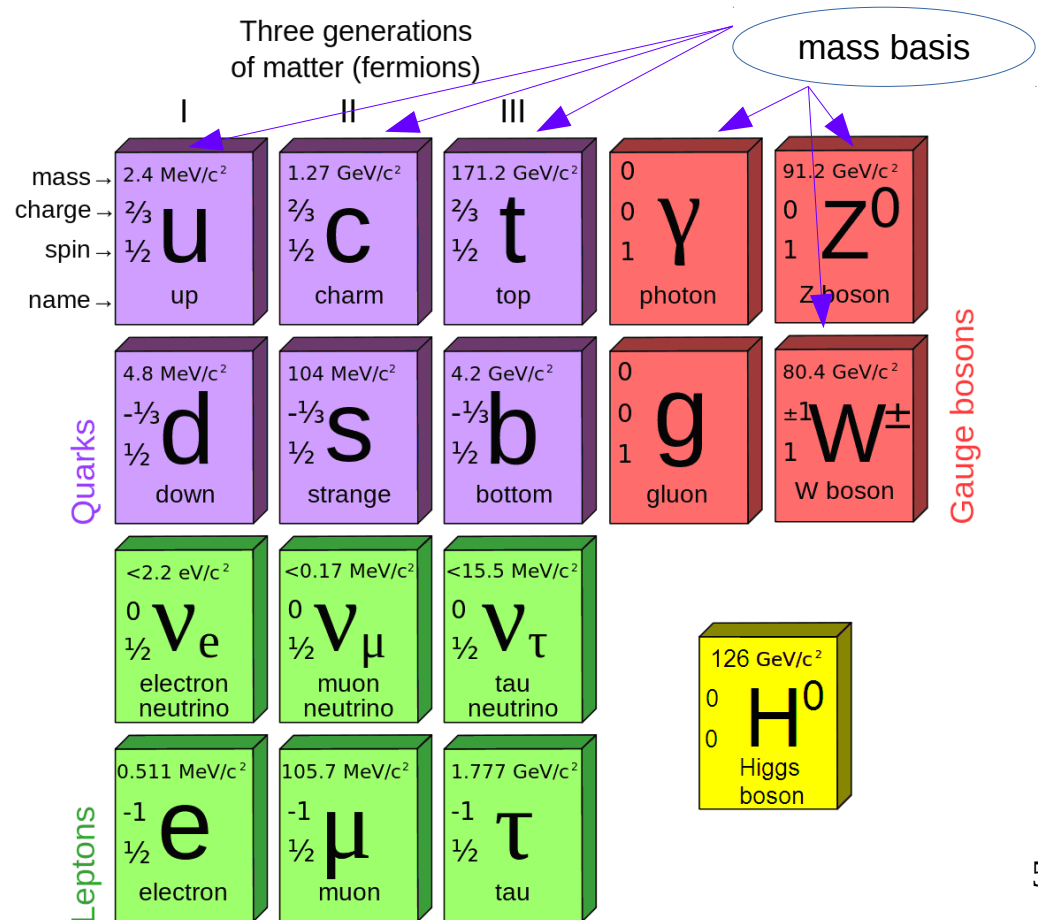 Three generations
of matter (fermions)
mass basis
I
II
III
mass→
charge→
spin→
name→
2.4 MeV/c²
⅔
½
u
up
1.27 GeV/c²
⅔
½
c
charm
171.2 GeV/c²
⅔
½
t
top
0
0
1
γ
photon
91.2 GeV/c²
0
1
Z⁰
Z boson
Quarks
4.8 MeV/c²
-⅓
½
d
down
104 MeV/c²
-⅓
½
s
strange
4.2 GeV/c²
-⅓
½
b
bottom
0
0
1
g
gluon
80.4 GeV/c²
±1
1
W±
W boson
Gauge bosons
<2.2 eV/c²
0
½
νe
electron
neutrino
<0.17 MeV/c²
0
½
νμ
muon
neutrino
<15.5 MeV/c²
0
½
ντ
tau
neutrino
126 GeV/c²
0
0
H⁰
Higgs
boson
Leptons
0.511 MeV/c²
-1
½
e
electron
105.7 MeV/c²
-1
½
μ
muon
1.777 GeV/c²
-1
½
τ
tau